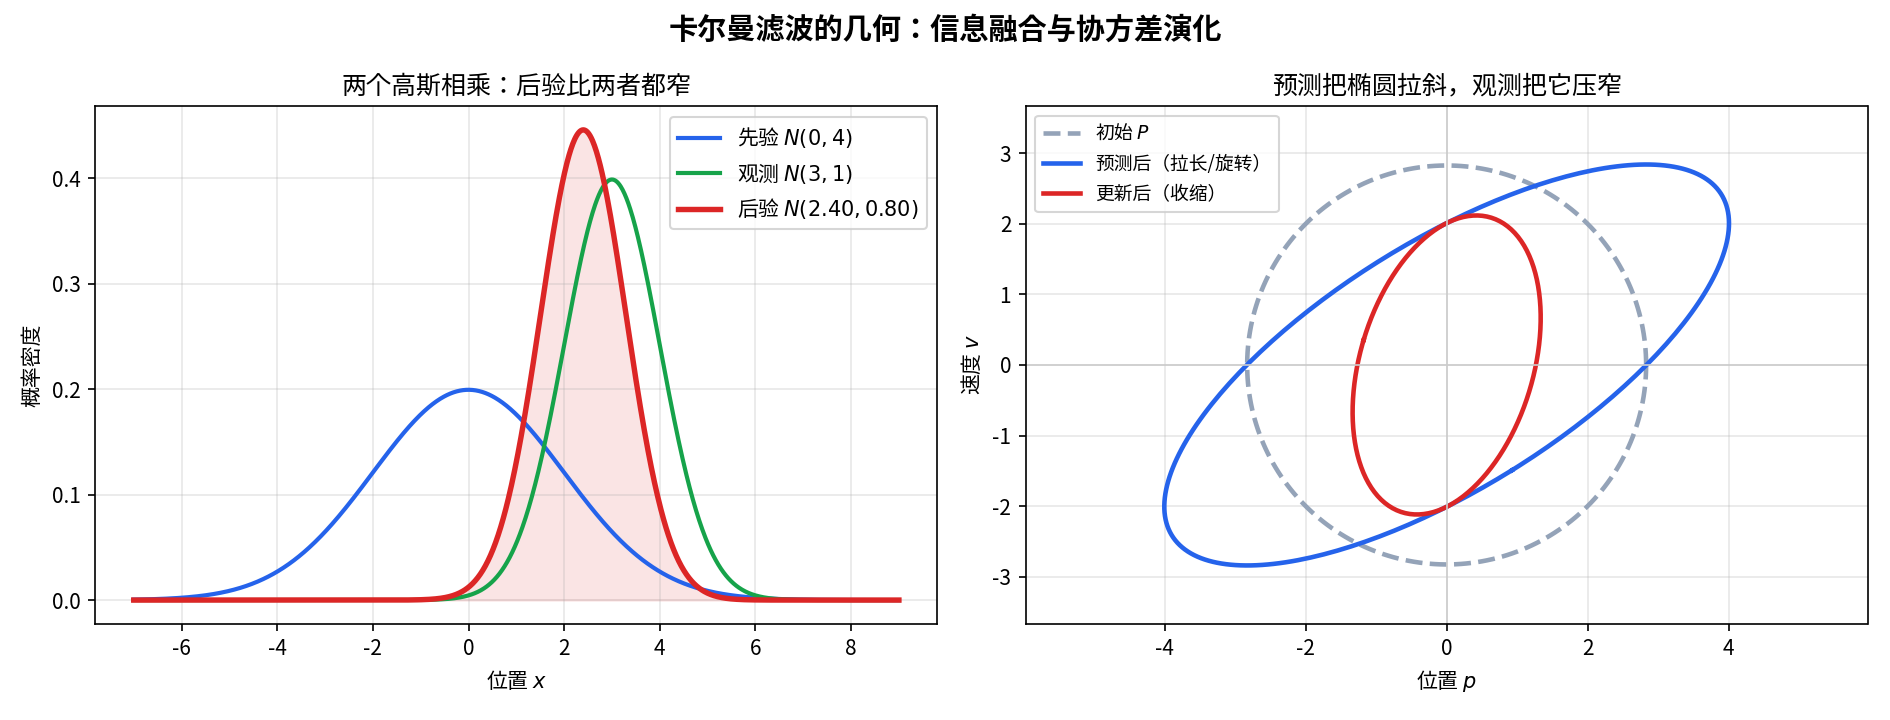 卡尔曼滤波的几何：信息融合与协方差演化
两个高斯相乘：后验比两者都窄
先验 N(0, 4)
观测 N(3, 1)
后验 N(2.40, 0.80)
0.4
0.3
0.2
0.1
0.0
概率密度
-6 -4 -2 0 2 4 6 8
位置 x
预测把椭圆拉斜，观测把它压窄
初始 P
预测后（拉长/旋转）
更新后（收缩）
3
2
1
0
-1
-2
-3
速度 v
-4 -2 0 2 4
位置 p